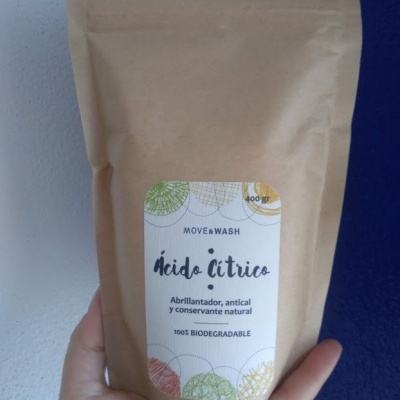 400 gr
MOVE&WASH
Ácido Cítrico
Abrillantador, antical
y conservante natural
100% BIODEGRADABLE